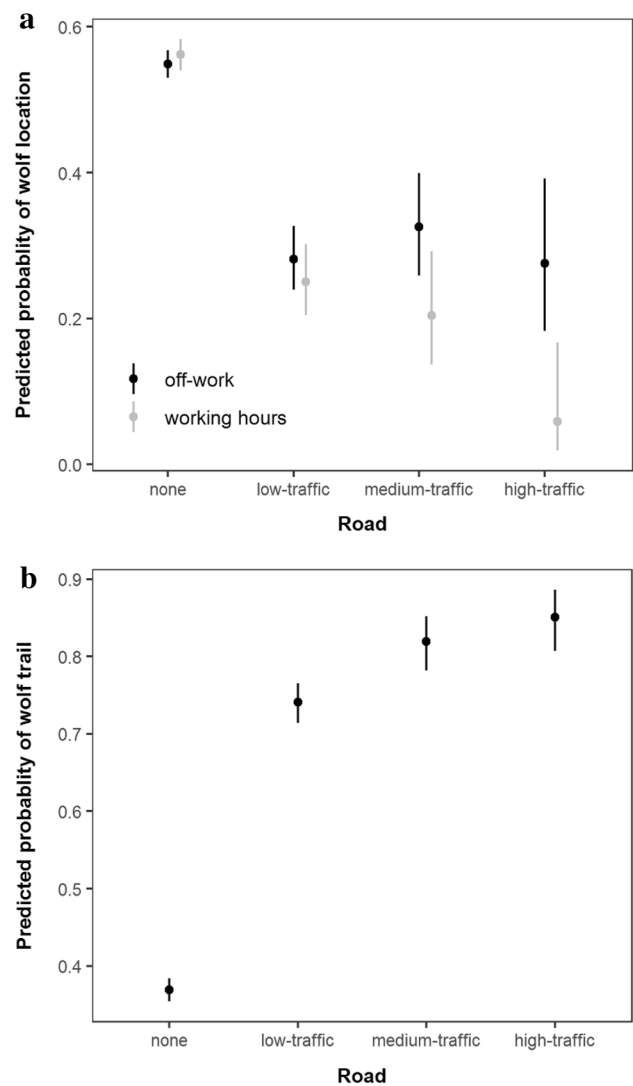 a
Predicted probablity of wolf location
0.6
0.4
0.2
0.0
off-work
working hours
none low-traffic medium-traffic high-traffic
Road
b
Predicted probablity of wolf trail
0.9
0.8
0.7
0.6
0.5
0.4
none low-traffic medium-traffic high-traffic
Road